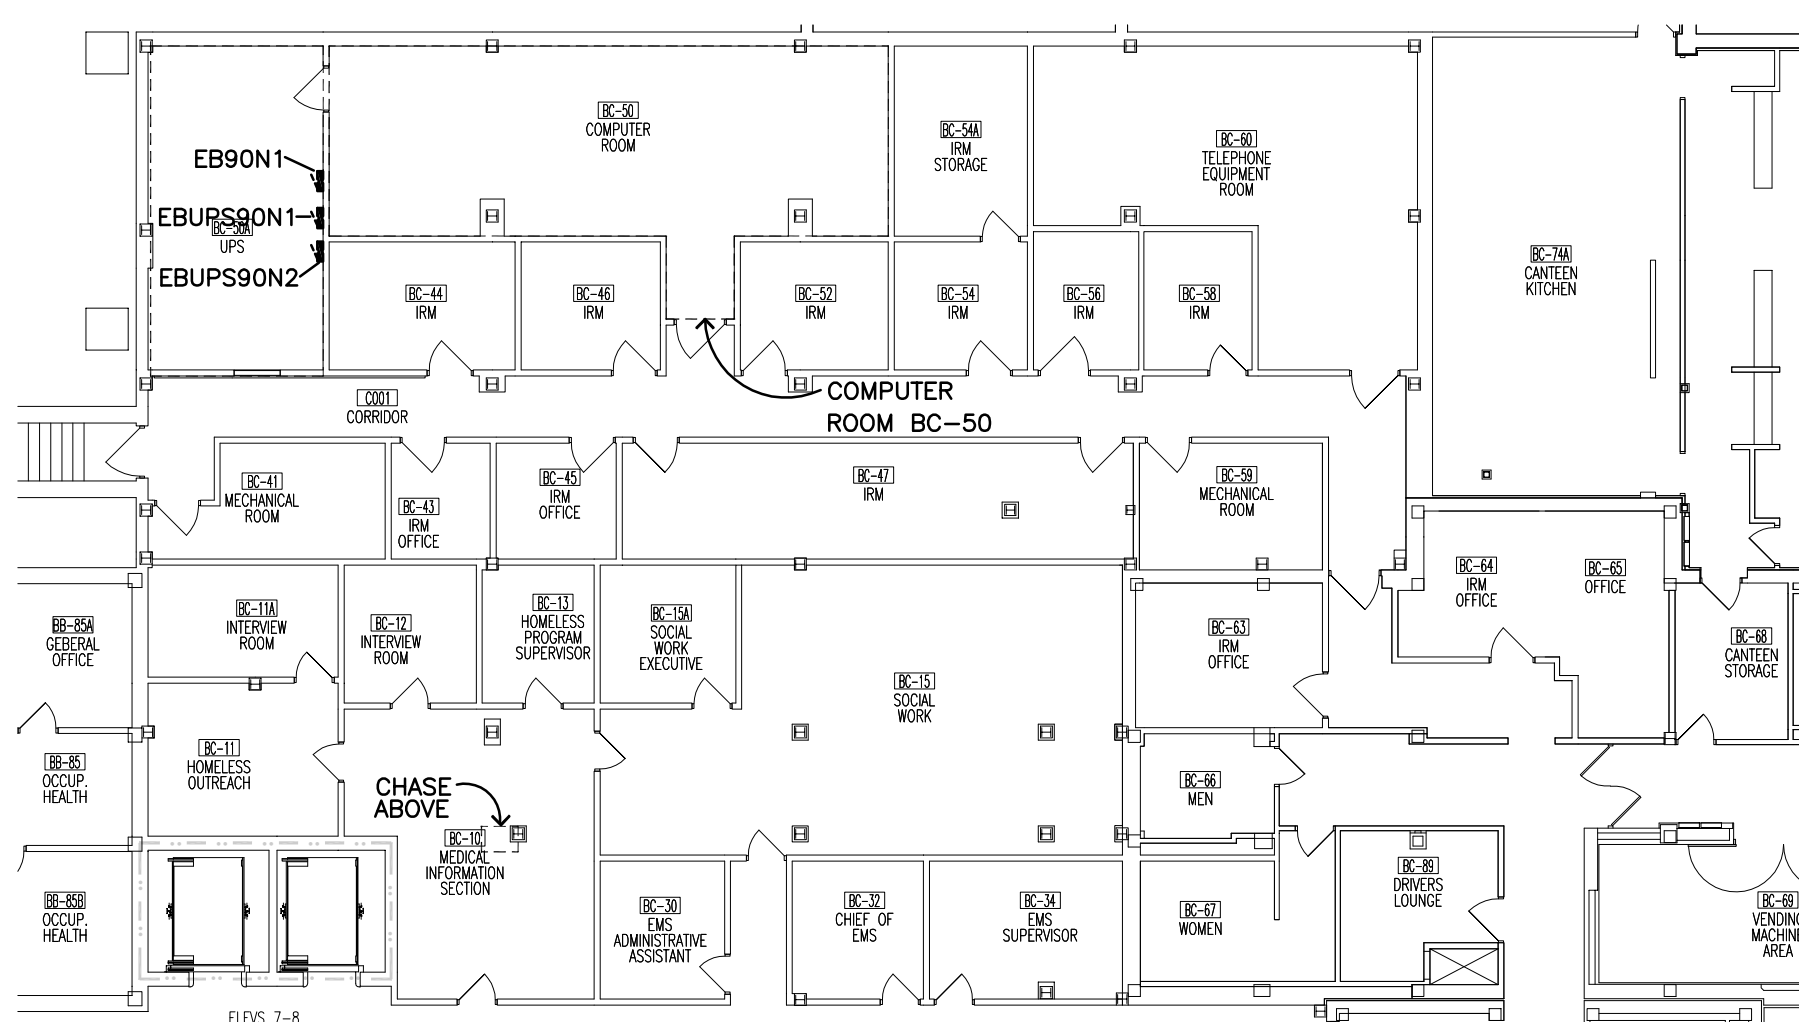 BC-50
COMPUTER
ROOM
BC-54A
IRM
STORAGE
BC-60
TELEPHONE
EQUIPMENT
ROOM
EB90N1
EBUPS90N1
BC-50A
UPS
EBUPS90N2
BC-74A
CANTEEN
KITCHEN
BC-44
IRM
BC-46
IRM
BC-52
IRM
BC-54
IRM
BC-56
IRM
BC-58
IRM
C001
CORRIDOR
COMPUTER
ROOM BC-50
BC-41
MECHANICAL
ROOM
BC-43
IRM
OFFICE
BC-45
IRM
OFFICE
BC-47
IRM
BC-59
MECHANICAL
ROOM
BC-64
IRM
OFFICE
BC-65
OFFICE
BB-85A
GEBERAL
OFFICE
BC-11A
INTERVIEW
ROOM
BC-12
INTERVIEW
ROOM
BC-13
HOMELESS
PROGRAM
SUPERVISOR
BC-15A
SOCIAL
WORK
EXECUTIVE
BC-63
IRM
OFFICE
BC-68
CANTEEN
STORAGE
BC-15
SOCIAL
WORK
BB-85
OCCUP.
HEALTH
BC-11
HOMELESS
OUTREACH
CHASE
ABOVE
BC-66
MEN
BC-10
MEDICAL
INFORMATION
SECTION
BC-89
DRIVERS
LOUNGE
BB-85B
OCCUP.
HEALTH
BC-30
EMS
ADMINISTRATIVE
ASSISTANT
BC-32
CHIEF OF
EMS
BC-34
EMS
SUPERVISOR
BC-67
WOMEN
BC-69
VENDING
MACHINE
AREA
ELEVS 7-8